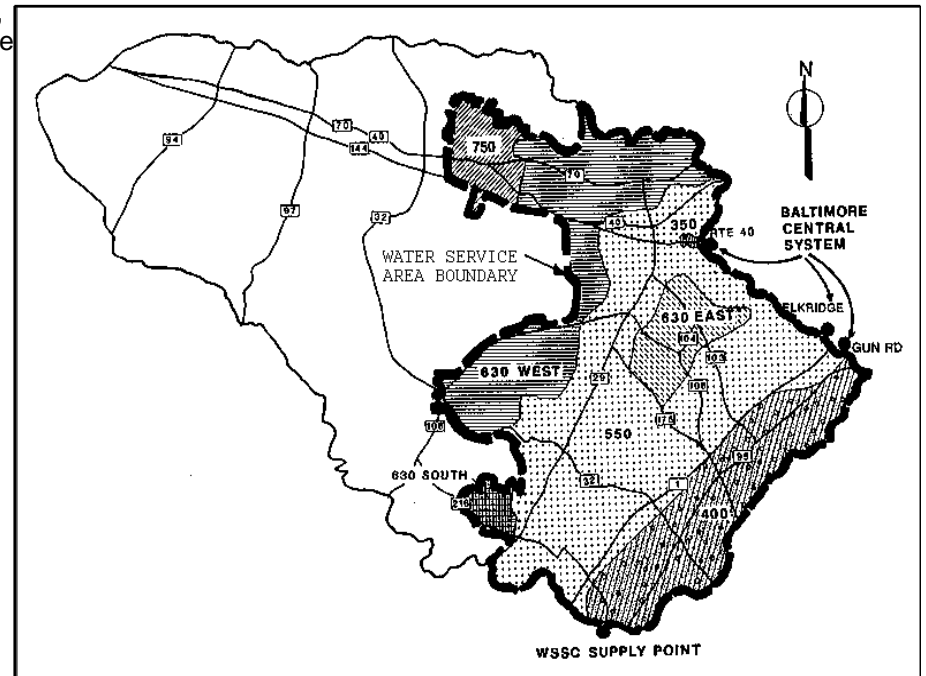 e
N
70
40
144
94
97
32
750
70
40
350
RTE 40
BALTIMORE
CENTRAL
SYSTEM
WATER SERVICE
AREA BOUNDARY
ELKRIDGE
GUN RD
630 EAST
104
103
108
29
175
630 WEST
108
550
95
32
1
400
630 SOUTH
216
WSSC SUPPLY POINT